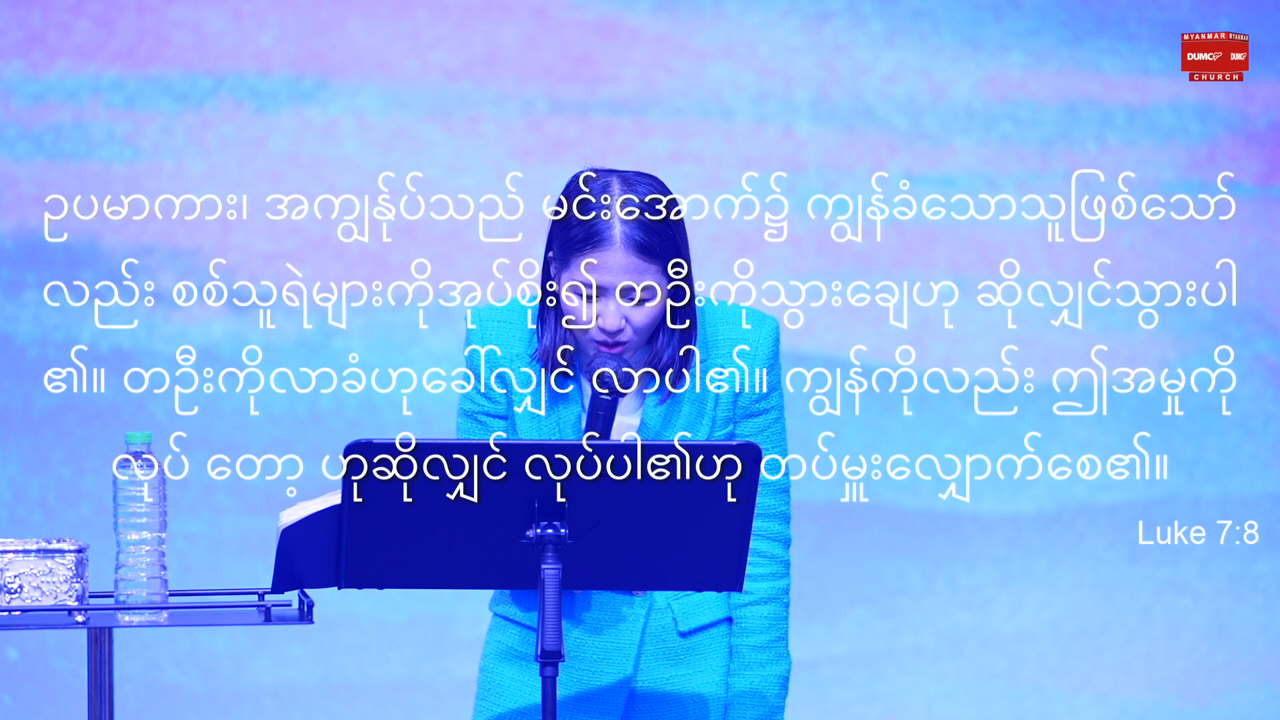 MYANMAR MYANMAR
DUMC DUMC
CHURCH
ဥပမာကား၊ အကျွန်ုပ်သည် မင်းအောက်၌ ကျွန်ခံသောသူဖြစ်သော်
လည်း စစ်သူရဲများကိုအုပ်စိုး၍ တဦးကိုသွားချေဟု ဆိုလျှင်သွားပါ
၏။ တဦးကိုလာခံဟုခေါ်လျှင် လာပါ၏။ ကျွန်ကိုလည်း ဤအမှုကို
လုပ် တော့ ဟုဆိုလျှင် လုပ်ပါ၏ဟု တပ်မှူးလျှောက်စေ၏။
Luke 7:8